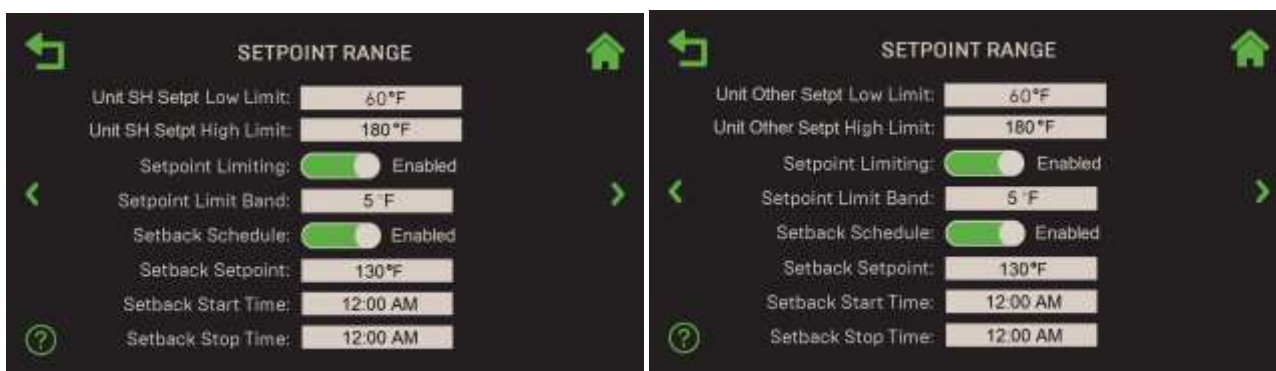 SETPOINT RANGE
Unit SH Setpt Low Limit: 60°F
Unit SH Setpt High Limit: 180°F
Setpoint Limiting: Enabled
Setpoint Limit Band: 5°F
Setback Schedule: Enabled
Setback Setpoint: 130°F
Setback Start Time: 12:00 AM
Setback Stop Time: 12:00 AM
?
SETPOINT RANGE
Unit Other Setpt Low Limit: 60°F
Unit Other Setpt High Limit: 180°F
Setpoint Limiting: Enabled
Setpoint Limit Band: 5°F
Setback Schedule: Enabled
Setback Setpoint: 130°F
Setback Start Time: 12:00 AM
Setback Stop Time: 12:00 AM
?